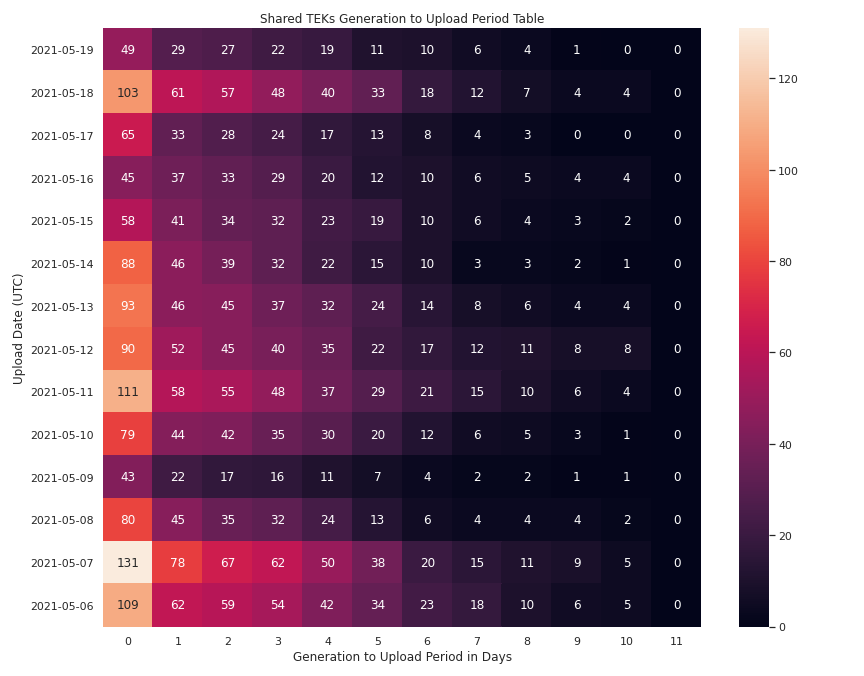 Shared TEKs Generation to Upload Period Table
Upload Date (UTC)
2021-05-19 49 29 27 22 19 11 10 6 4 1 0 0
2021-05-18 103 61 57 48 40 33 18 12 7 4 4 0
2021-05-17 65 33 28 24 17 13 8 4 3 0 0 0
2021-05-16 45 37 33 29 20 12 10 6 5 4 4 0
2021-05-15 58 41 34 32 23 19 10 6 4 3 2 0
2021-05-14 88 46 39 32 22 15 10 3 3 2 1 0
2021-05-13 93 46 45 37 32 24 14 8 6 4 4 0
2021-05-12 90 52 45 40 35 22 17 12 11 8 8 0
2021-05-11 111 58 55 48 37 29 21 15 10 6 4 0
2021-05-10 79 44 42 35 30 20 12 6 5 3 1 0
2021-05-09 43 22 17 16 11 7 4 2 2 1 1 0
2021-05-08 80 45 35 32 24 13 6 4 4 4 2 0
2021-05-07 131 78 67 62 50 38 20 15 11 9 5 0
2021-05-06 109 62 59 54 42 34 23 18 10 6 5 0
0 1 2 3 4 5 6 7 8 9 10 11
Generation to Upload Period in Days
120
100
80
60
40
20
0